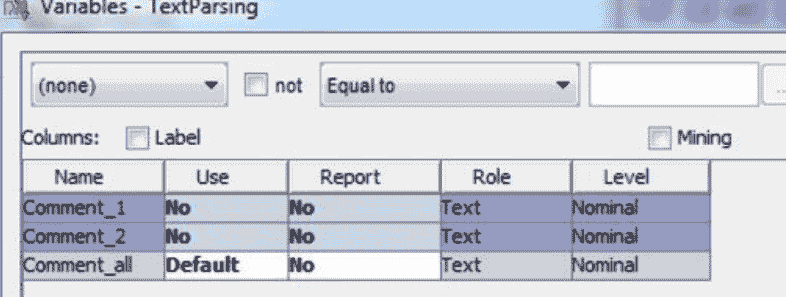 Variables - TextParsing
(none) not Equal to ...
Columns: Label Mining
Name Use Report Role Level
Comment_1 No No Text Nominal
Comment_2 No No Text Nominal
Comment_all Default No Text Nominal